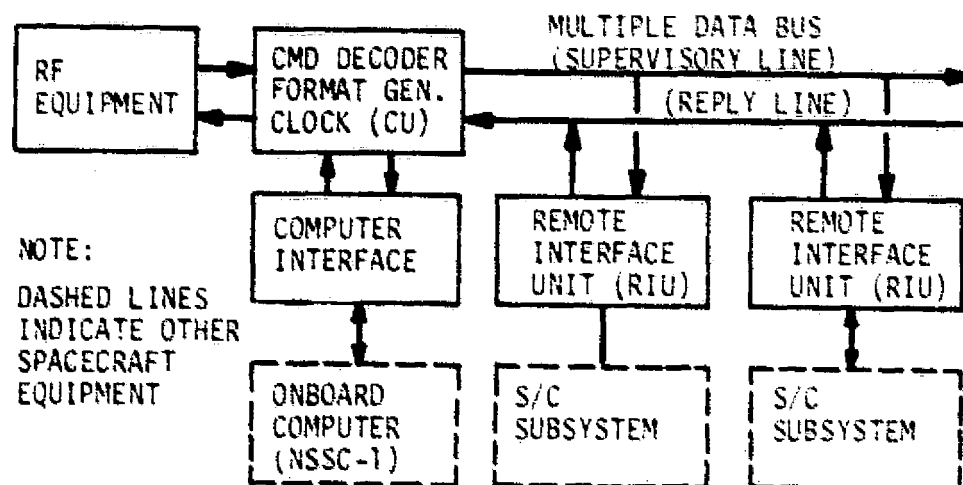 RF
EQUIPMENT
CMD DECODER
FORMAT GEN.
CLOCK (CU)
MULTIPLE DATA BUS
(SUPERVISORY LINE)
(REPLY LINE)
COMPUTER
INTERFACE
REMOTE
INTERFACE
UNIT (RIU)
REMOTE
INTERFACE
UNIT (RIU)
NOTE:
DASHED LINES
INDICATE OTHER
SPACECRAFT
EQUIPMENT
ONBOARD
COMPUTER
(NSSC-1)
S/C
SUBSYSTEM
S/C
SUBSYSTEM